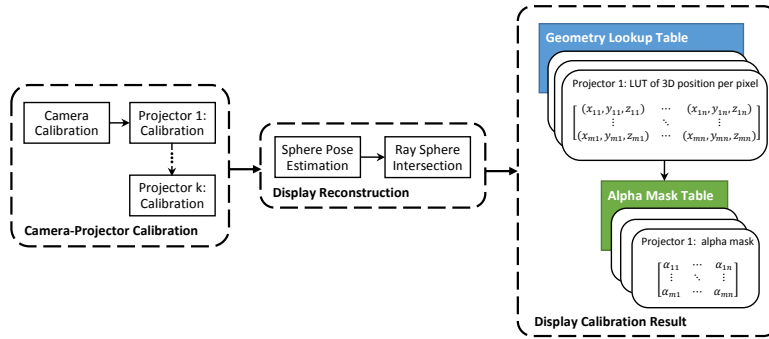 Camera
Calibration
Projector 1:
Calibration
Projector k:
Calibration
Camera-Projector Calibration
Sphere Pose
Estimation
Ray Sphere
Intersection
Display Reconstruction
Geometry Lookup Table
Projector 1: LUT of 3D position per pixel
(x₁₁, y₁₁, z₁₁) ⋯ (x₁ₙ, y₁ₙ, z₁ₙ)
⋮ ⋱ ⋮
(xₘ₁, yₘ₁, zₘ₁) ⋯ (xₘₙ, yₘₙ, zₘₙ)
Alpha Mask Table
Projector 1: alpha mask
α₁₁ ⋯ α₁ₙ
⋮ ⋱ ⋮
αₘ₁ ⋯ αₘₙ
Display Calibration Result